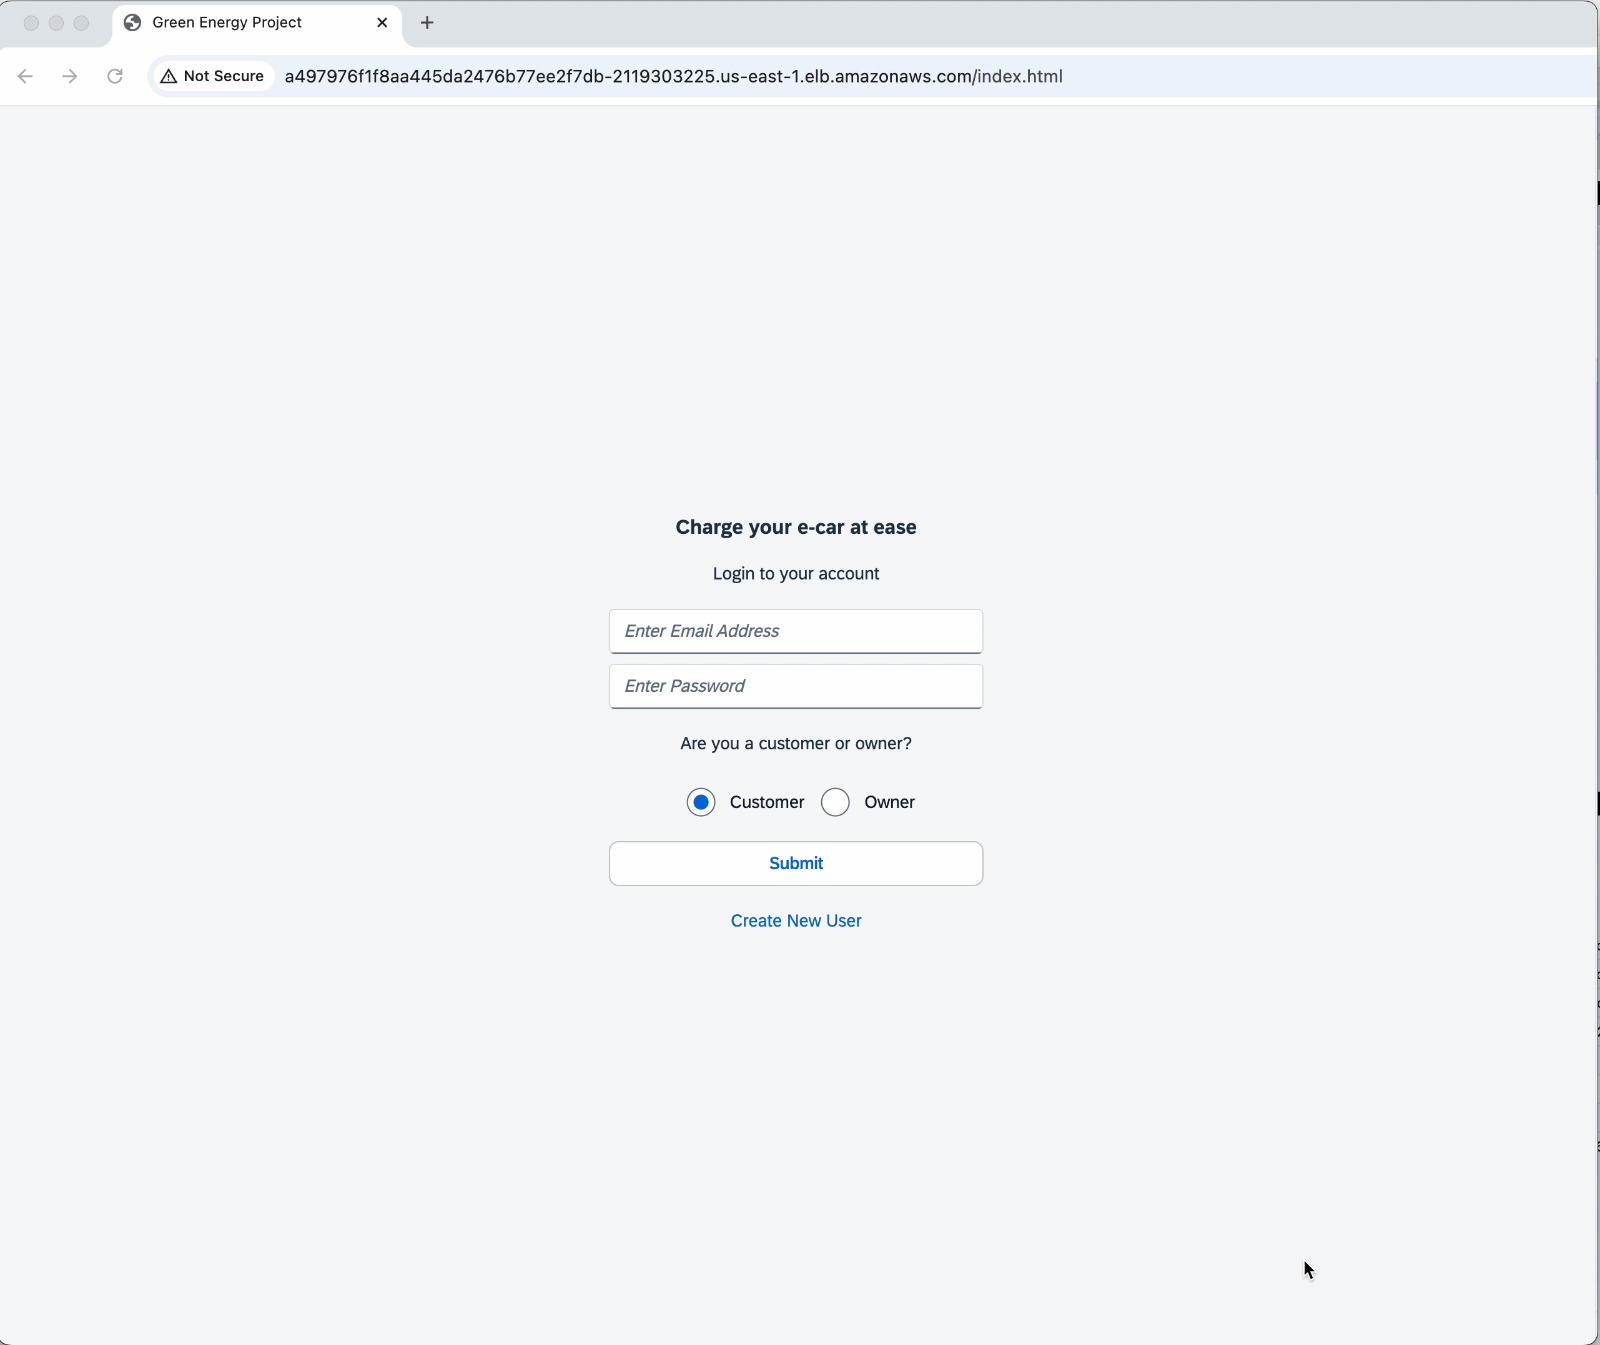 Green Energy Project
Not Secure
a497976f1f8aa445da2476b77ee2f7db-2119303225.us-east-1.elb.amazonaws.com/index.html
Charge your e-car at ease
Login to your account
Enter Email Address
Enter Password
Are you a customer or owner?
Customer Owner
Submit
Create New User